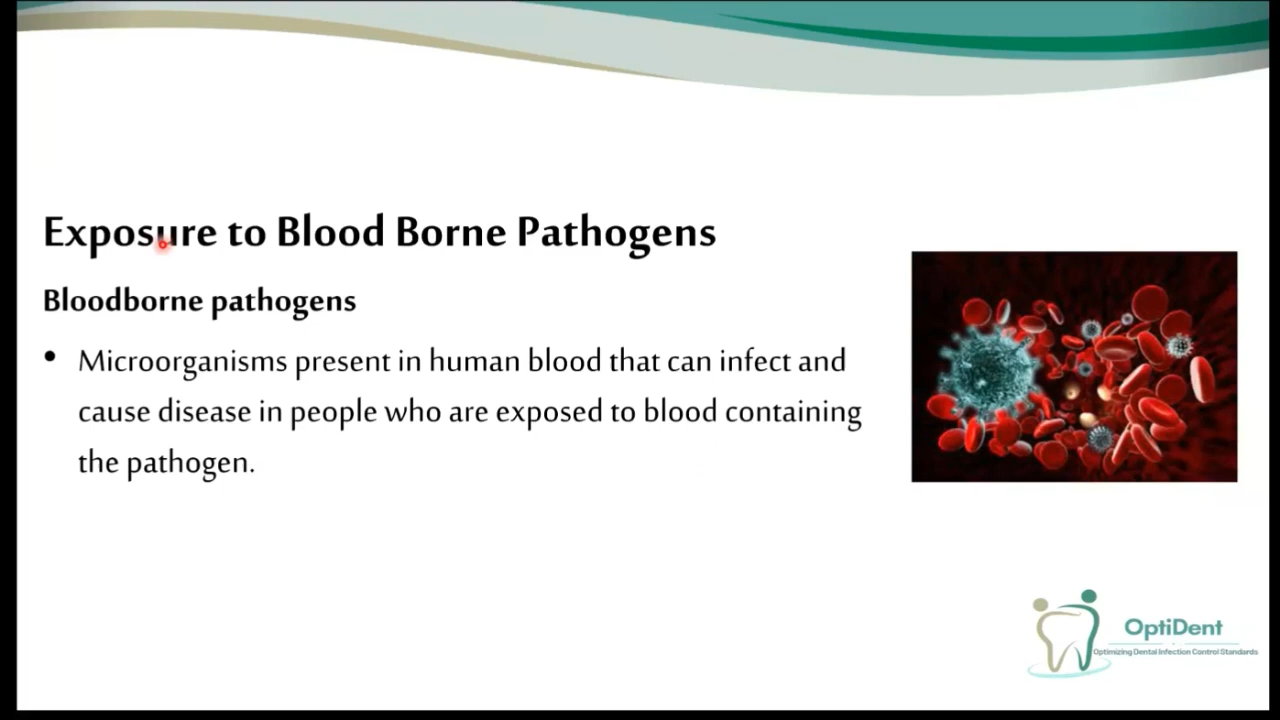 Exposure to Blood Borne Pathogens
Bloodborne pathogens
• Microorganisms present in human blood that can infect and
cause disease in people who are exposed to blood containing
the pathogen.
OptiDent
Optimizing Dental Infection Control Standards